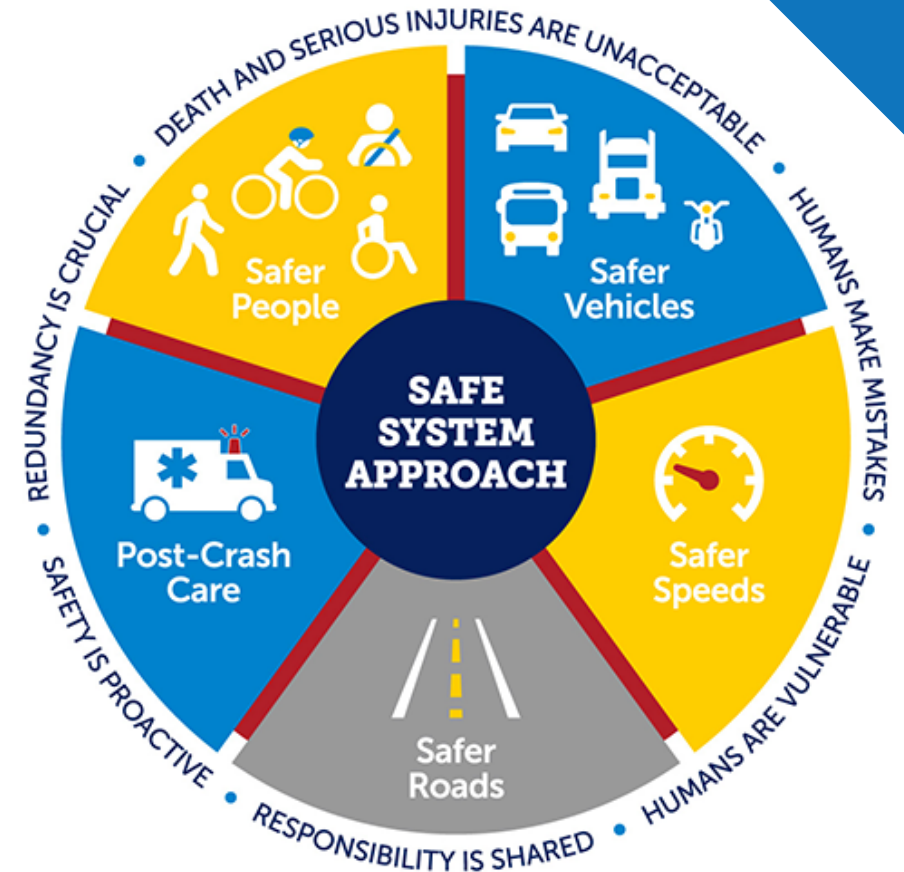 DEATH AND SERIOUS INJURIES ARE UNACCEPTABLE
HUMANS MAKE MISTAKES
HUMANS ARE VULNERABLE
RESPONSIBILITY IS SHARED
SAFETY IS PROACTIVE
REDUNDANCY IS CRUCIAL
Safer
People
Safer
Vehicles
SAFE
SYSTEM
APPROACH
Post-Crash
Care
Safer
Speeds
Safer
Roads